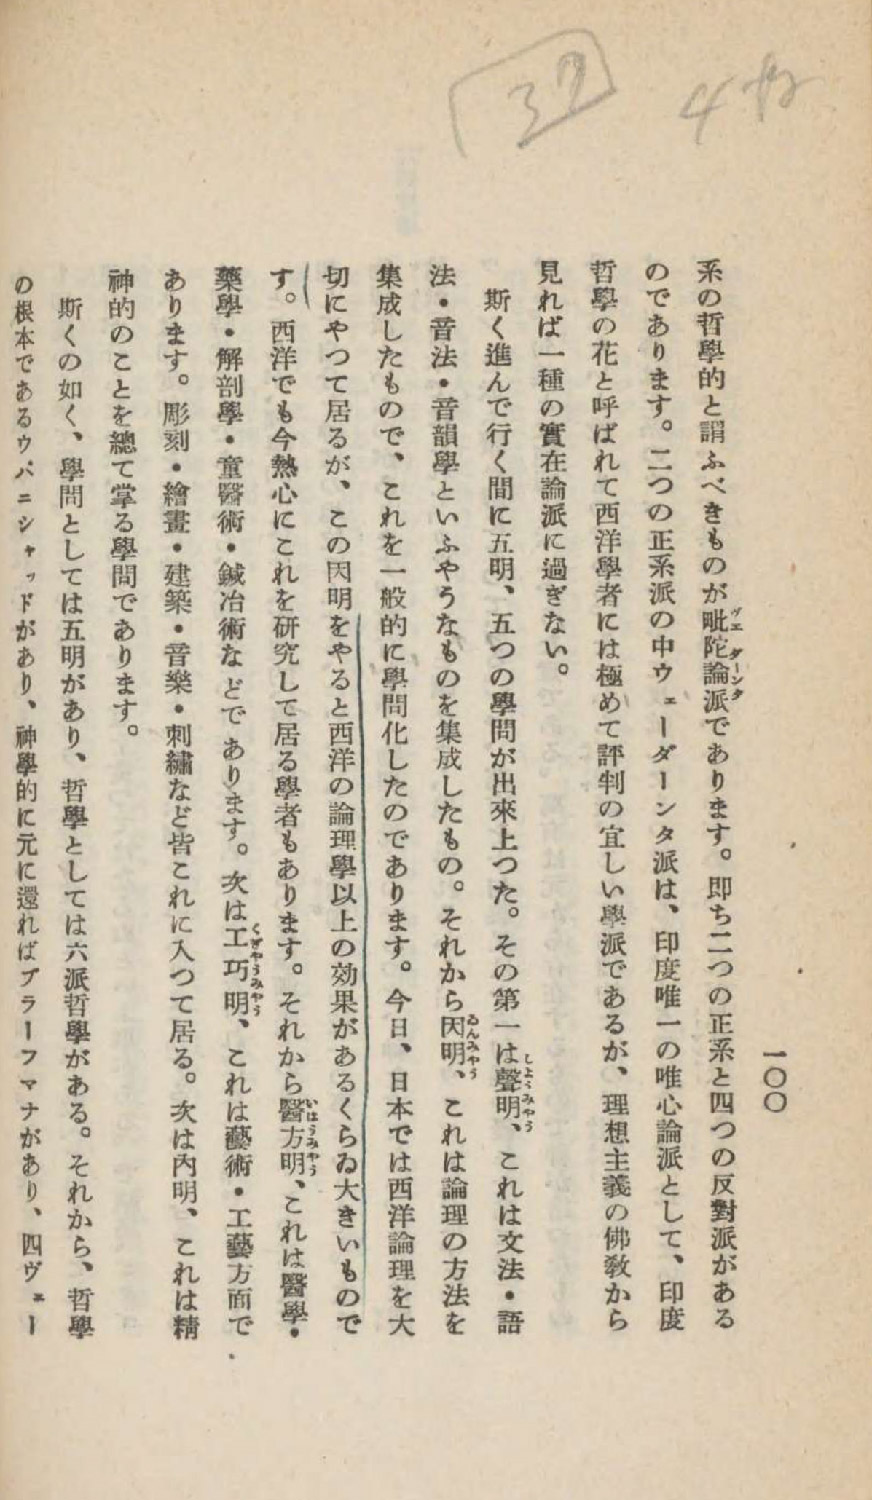 一〇〇
系の哲學的と謂ふべきものが毗陀論派であります。即ち二つの正系と四つの反對派がある
のであります。二つの正系派の中ウェーダーンタ派は、印度唯一の唯心論派として、印度
哲學の花と呼ばれて西洋學者には極めて評判の宜しい學派であるが、理想主義の佛敎から
見れば一種の實在論派に過ぎない。
斯く進んで行く間に五明、五つの學問が出來上つた。その第一は聲明、これは文法・語
法・音法・音韻學といふやうなものを集成したもの。それから因明、これは論理の方法を
集成したもので、これを一般的に學問化したのであります。今日、日本では西洋論理を大
切にやつて居るが、この因明をやると西洋の論理學以上の効果があるくらゐ大きいもので
す。西洋でも今熱心にこれを研究して居る學者もあります。それから醫方明、これは醫學・
藥學・解剖學・童醫術・鍼冶術などであります。次は工巧明、これは藝術・工藝方面で
あります。彫刻・繪畫・建築・音樂・刺繡など皆これに入つて居る。次は內明、これは精
神的のことを總て掌る學問であります。
斯くの如く、學問としては五明があり、哲學としては六派哲學がある。それから、哲學
の根本であるウパニシャッドがあり、神學的に元に還ればブラーフマナがあり、四ヴェー